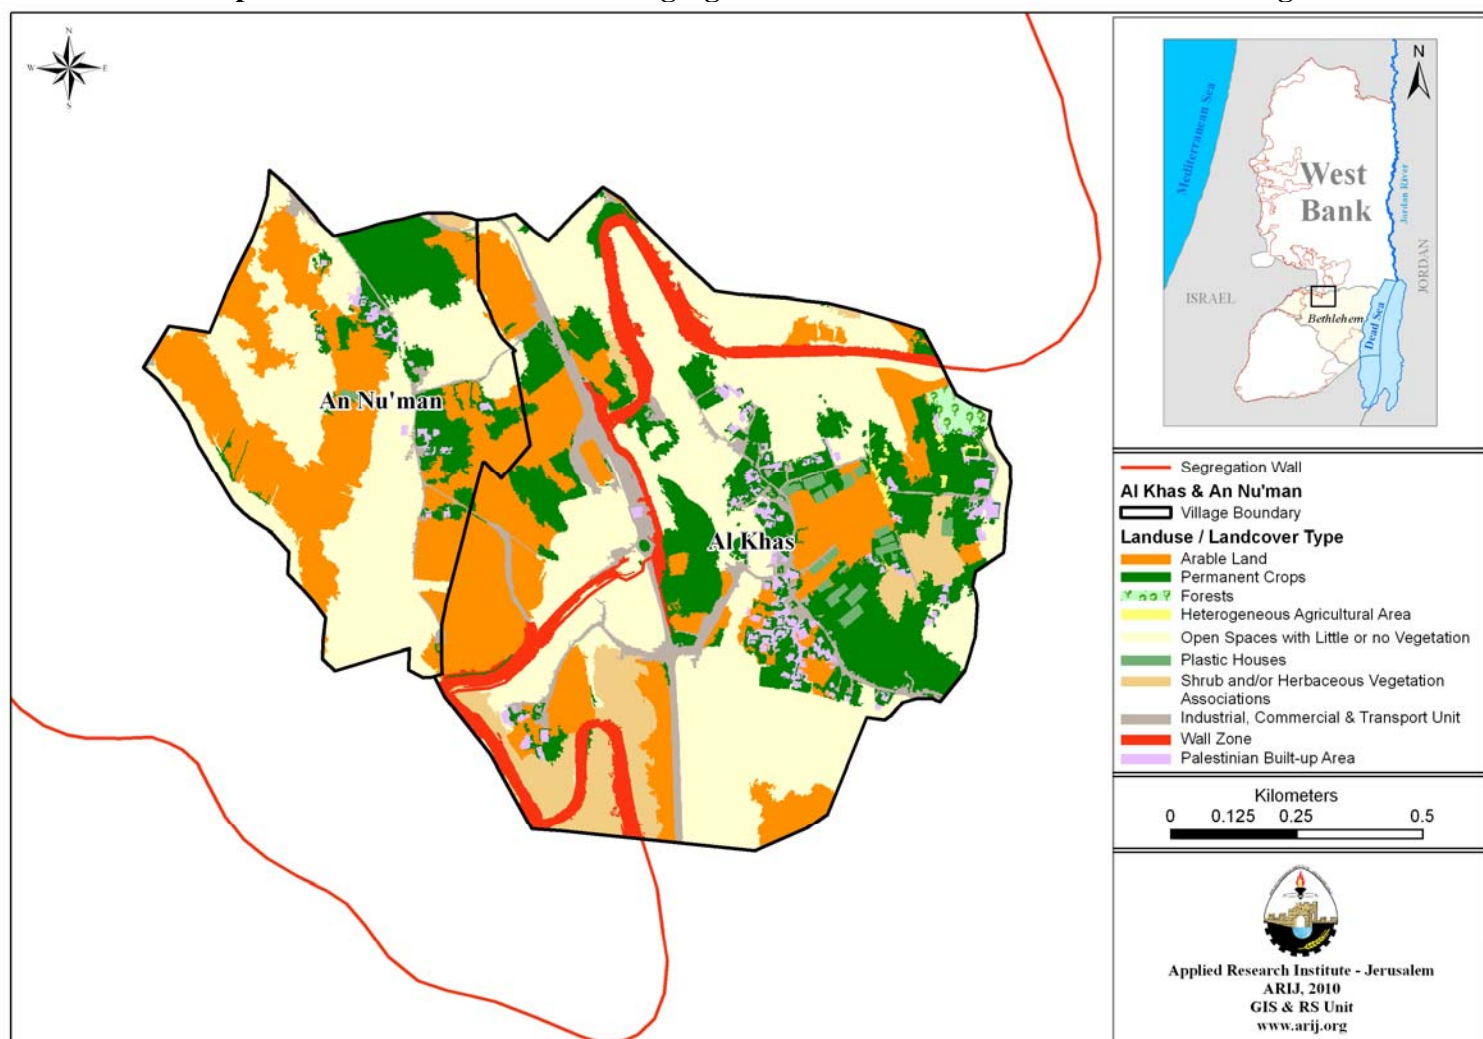 N
W
E
S
An Nu'man
Al Khas
N
Mediterranean Sea
West
Bank
Jordan River
JORDAN
ISRAEL
Bethlehem
Dead Sea
Segregation Wall
Al Khas & An Nu'man
Village Boundary
Landuse / Landcover Type
Arable Land
Permanent Crops
Forests
Heterogeneous Agricultural Area
Open Spaces with Little or no Vegetation
Plastic Houses
Shrub and/or Herbaceous Vegetation
Associations
Industrial, Commercial & Transport Unit
Wall Zone
Palestinian Built-up Area
Kilometers
0 0.125 0.25 0.5
Applied Research Institute - Jerusalem
ARIJ, 2010
GIS & RS Unit
www.arij.org